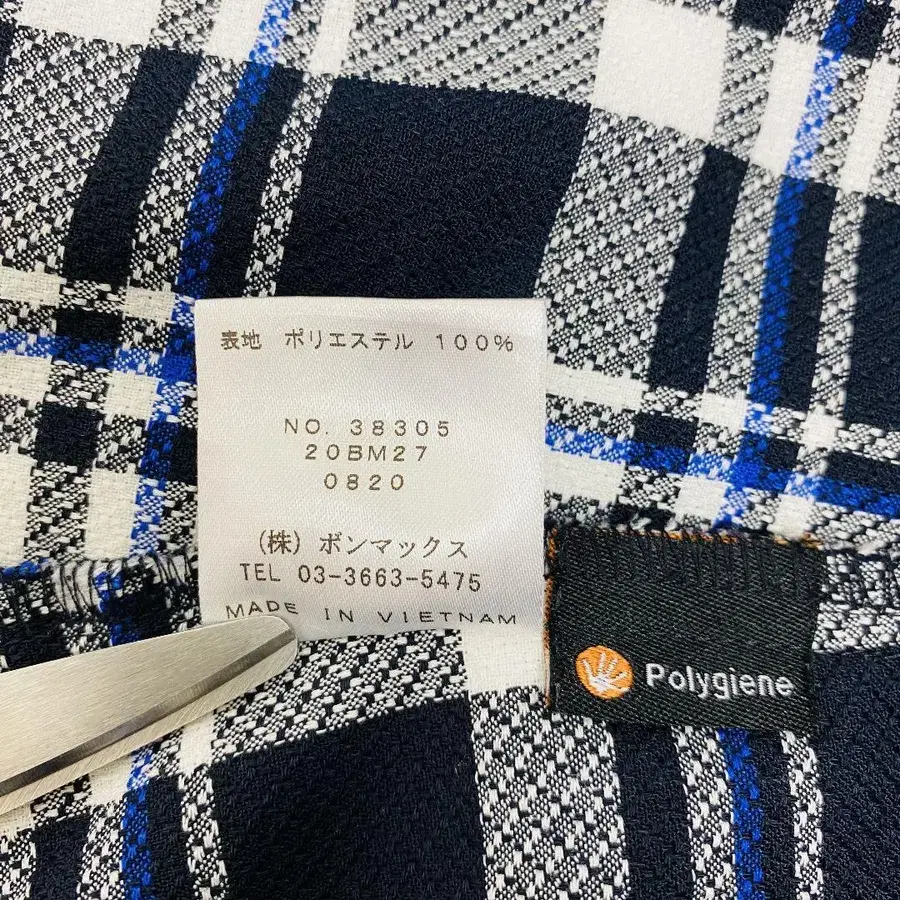 表地 ポリエステル 100%
NO. 38305
20BM27
0820
(株) ボンマックス
TEL 03-3663-5475
MADE IN VIETNAM
Polygiene